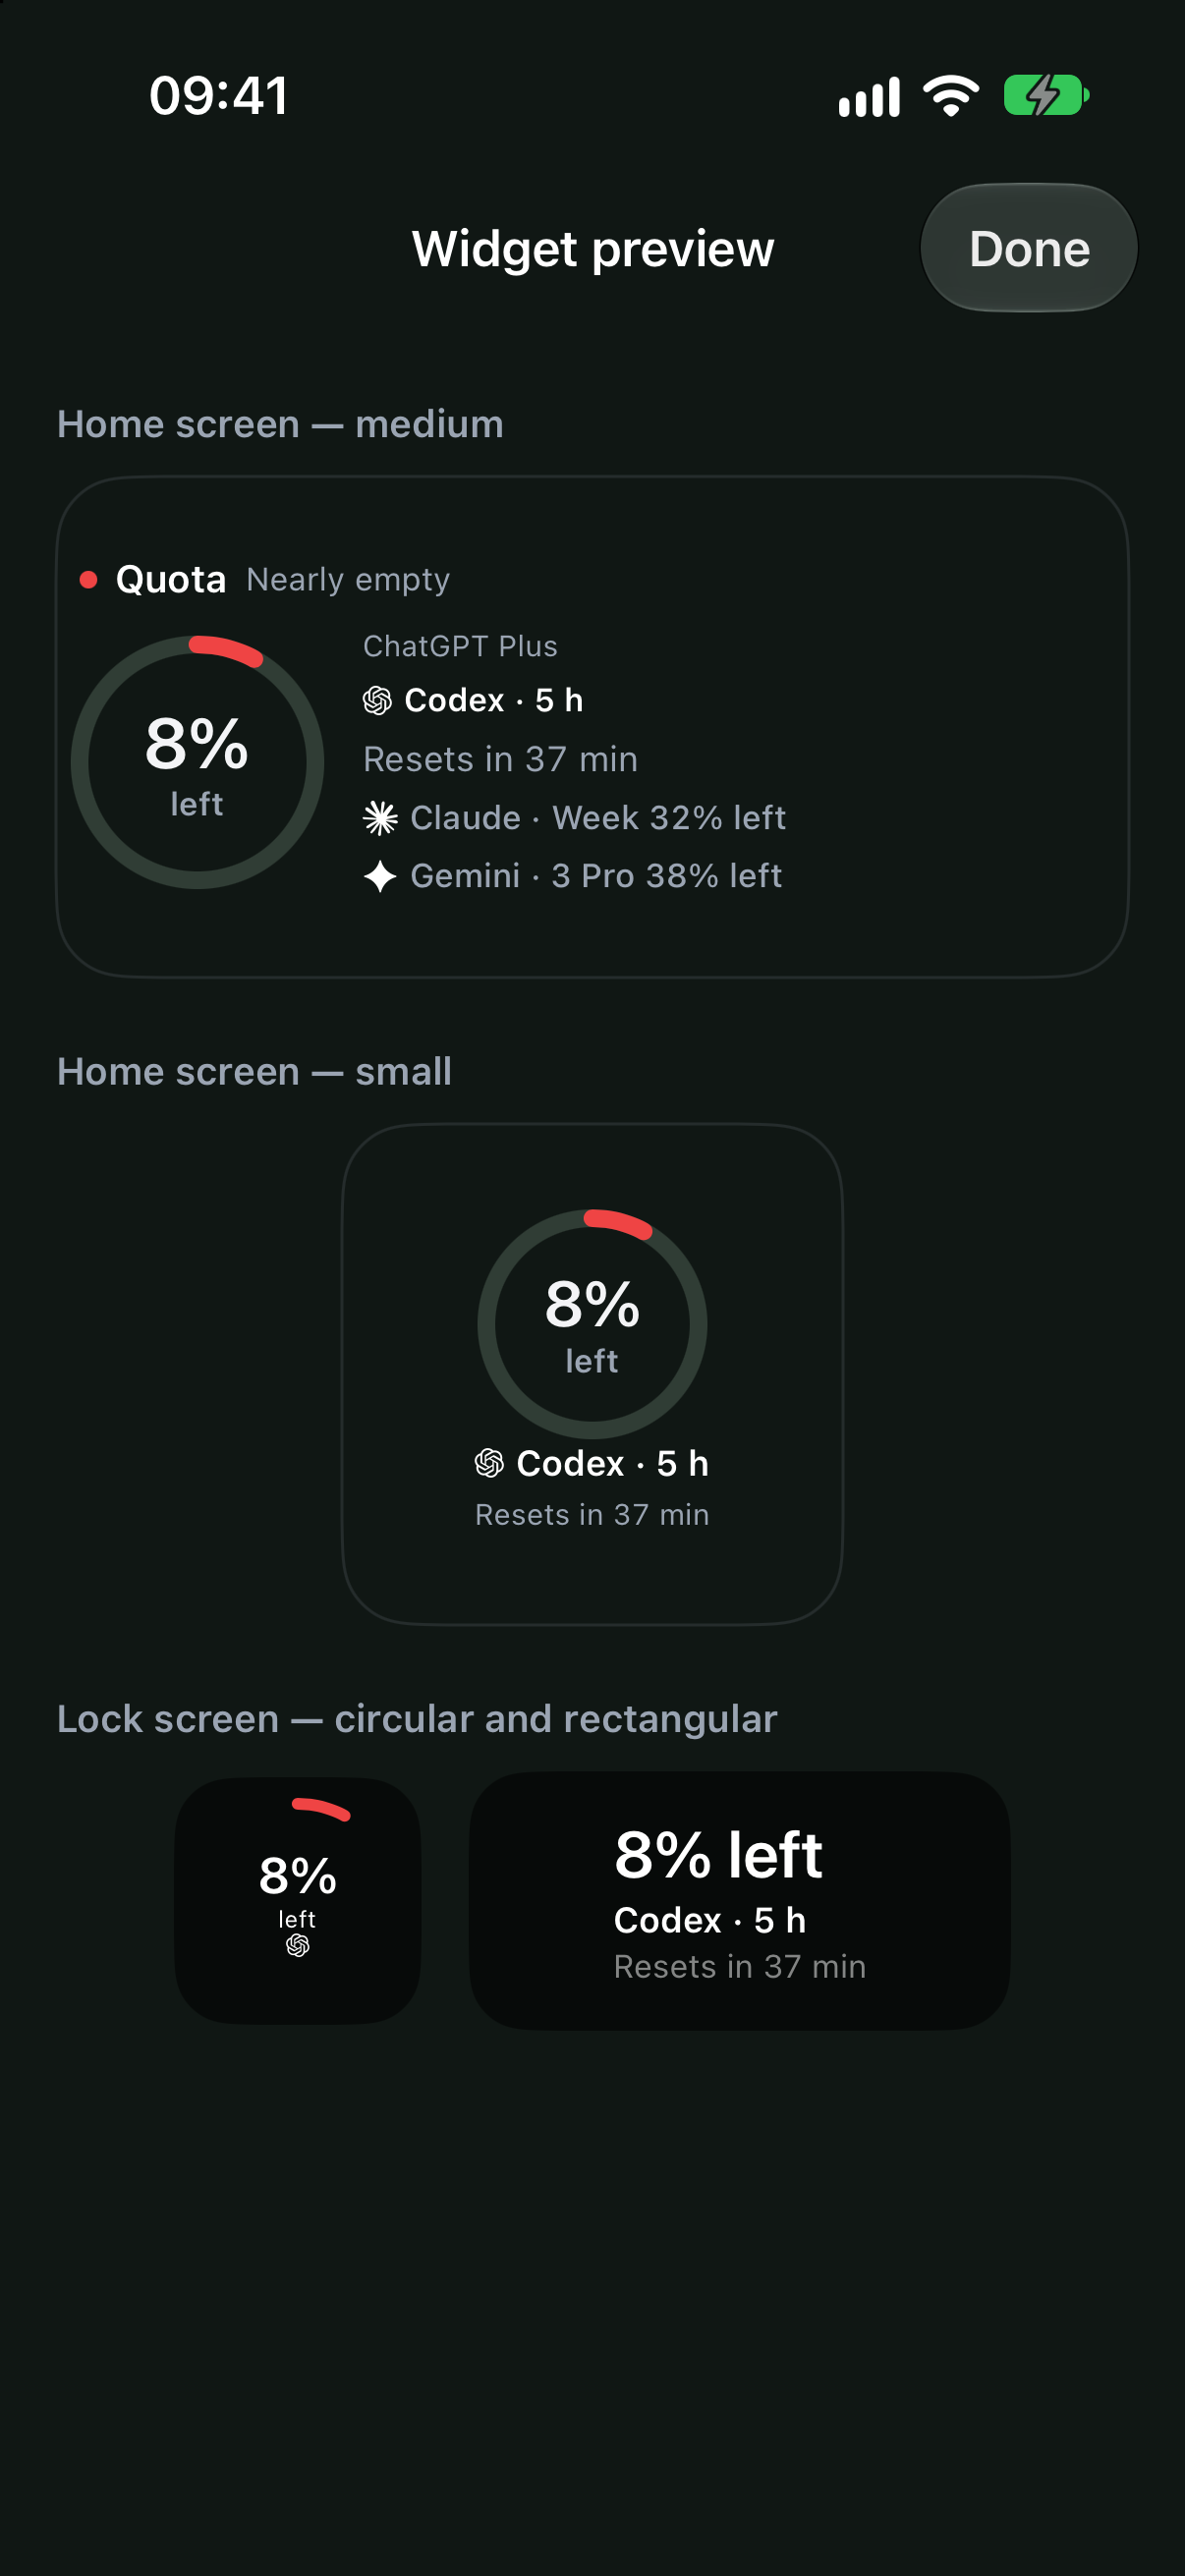 09:41
Widget preview
Done
Home screen — medium
Quota Nearly empty
8%
left
ChatGPT Plus
Codex · 5 h
Resets in 37 min
Claude · Week 32% left
Gemini · 3 Pro 38% left
Home screen — small
8%
left
Codex · 5 h
Resets in 37 min
Lock screen — circular and rectangular
8%
left
8% left
Codex · 5 h
Resets in 37 min